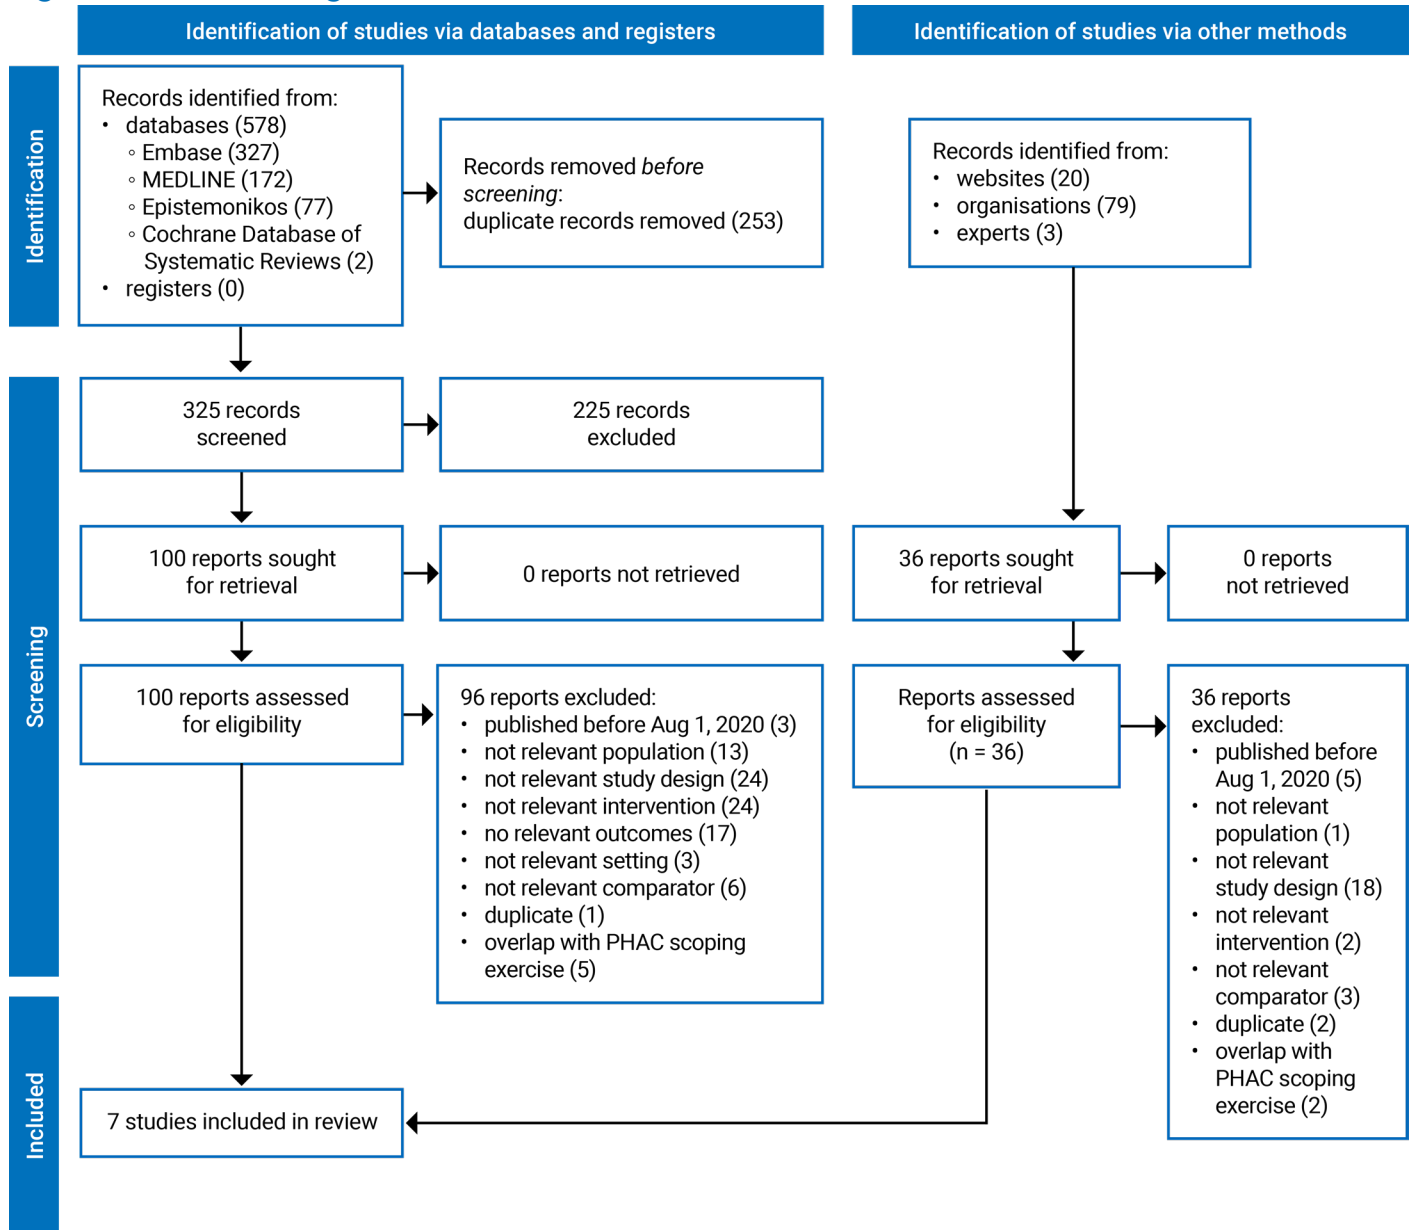 Identification of studies via databases and registers
Identification of studies via other methods
Identification
Records identified from:
• databases (578)
◦ Embase (327)
◦ MEDLINE (172)
◦ Epistemonikos (77)
◦ Cochrane Database of
Systematic Reviews (2)
• registers (0)
Records removed before
screening:
duplicate records removed (253)
Records identified from:
• websites (20)
• organisations (79)
• experts (3)
Screening
325 records
screened
225 records
excluded
100 reports sought
for retrieval
0 reports not retrieved
36 reports sought
for retrieval
0 reports
not retrieved
100 reports assessed
for eligibility
96 reports excluded:
• published before Aug 1, 2020 (3)
• not relevant population (13)
• not relevant study design (24)
• not relevant intervention (24)
• no relevant outcomes (17)
• not relevant setting (3)
• not relevant comparator (6)
• duplicate (1)
• overlap with PHAC scoping
exercise (5)
Reports assessed
for eligibility
(n = 36)
36 reports
excluded:
• published before
Aug 1, 2020 (5)
• not relevant
population (1)
• not relevant
study design (18)
• not relevant
intervention (2)
• not relevant
comparator (3)
• duplicate (2)
• overlap with
PHAC scoping
exercise (2)
Included
7 studies included in review